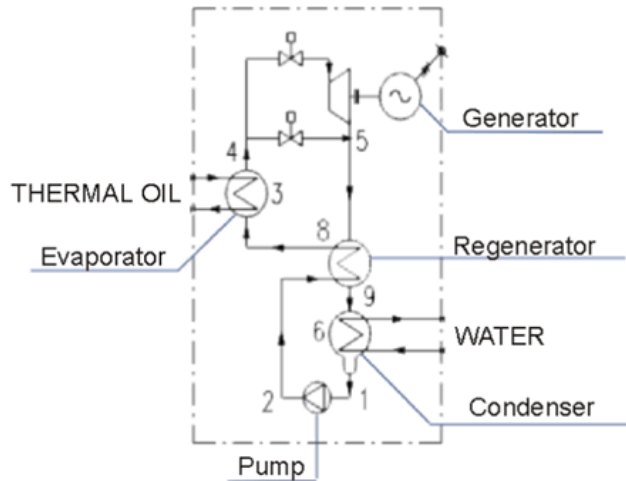 Generator
4
5
THERMAL OIL
3
Evaporator
8
Regenerator
9
6
WATER
2
1
Condenser
Pump